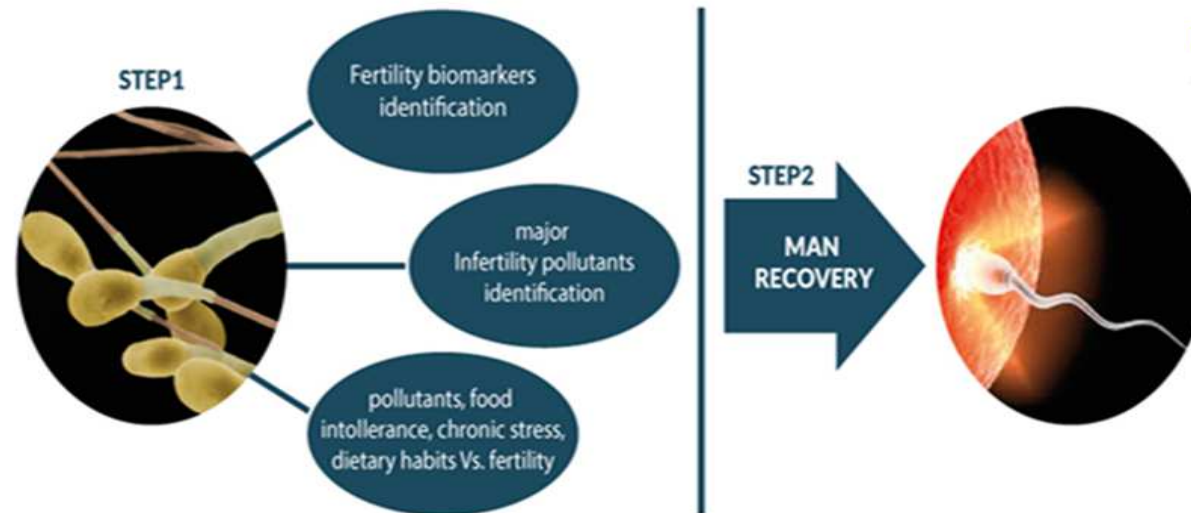 STEP1
Fertility biomarkers
identification
major
Infertility pollutants
identification
pollutants, food
intollerance, chronic stress,
dietary habits Vs. fertility
STEP2
MAN
RECOVERY